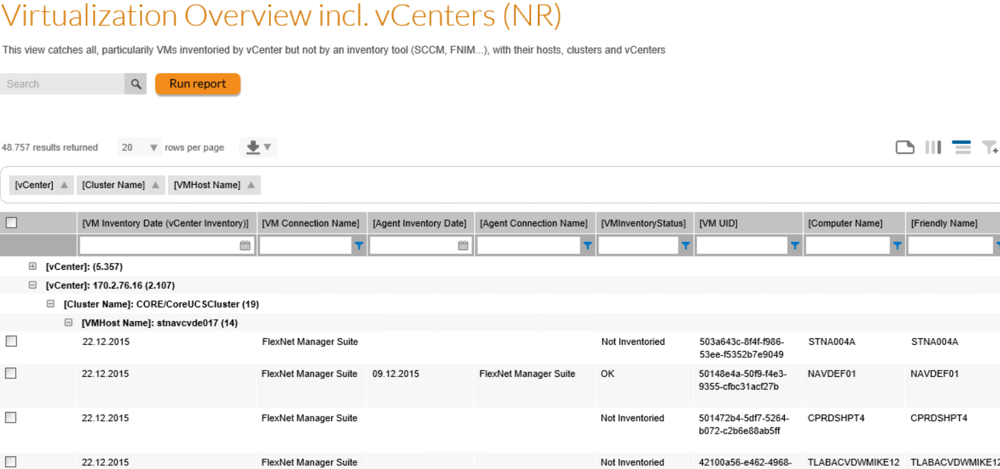 Virtualization Overview incl. vCenters (NR)
This view catches all, particularily VMs inventoried by vCenter but not by an inventory tool (SCCM, FNIM...), with their hosts, clusters and vCenters
Search Run report
48.757 results returned 20 rows per page
[vCenter] [Cluster Name] [VMHost Name]
[VM Inventory Date (vCenter Inventory)] [VM Connection Name] [Agent Inventory Date] [Agent Connection Name] [VMInventoryStatus] [VM UID] [Computer Name] [Friendly Name]
[vCenter]: (5.357)
[vCenter]: 170.2.76.16 (2.107)
[Cluster Name]: CORE/CoreUCSCluster (19)
[VMHost Name]: stnavcvde017 (14)
22.12.2015 FlexNet Manager Suite Not Inventoried 503a643c-8f4f-f986- STNA004A STNA004A
53ee-f5352b7e9049
22.12.2015 FlexNet Manager Suite 09.12.2015 FlexNet Manager Suite OK 50148e4a-50f9-f4e3- NAVDEF01 NAVDEF01
9355-cfbc31acf27b
22.12.2015 FlexNet Manager Suite Not Inventoried 501472b4-5df7-5264- CPRDSHPT4 CPRDSHPT4
b072-c2b6e88ab5ff
22.12.2015 FlexNet Manager Suite Not Inventoried 42100a56-e462-4968- TLABACVDWMIKE12 TLABACVDWMIKE12